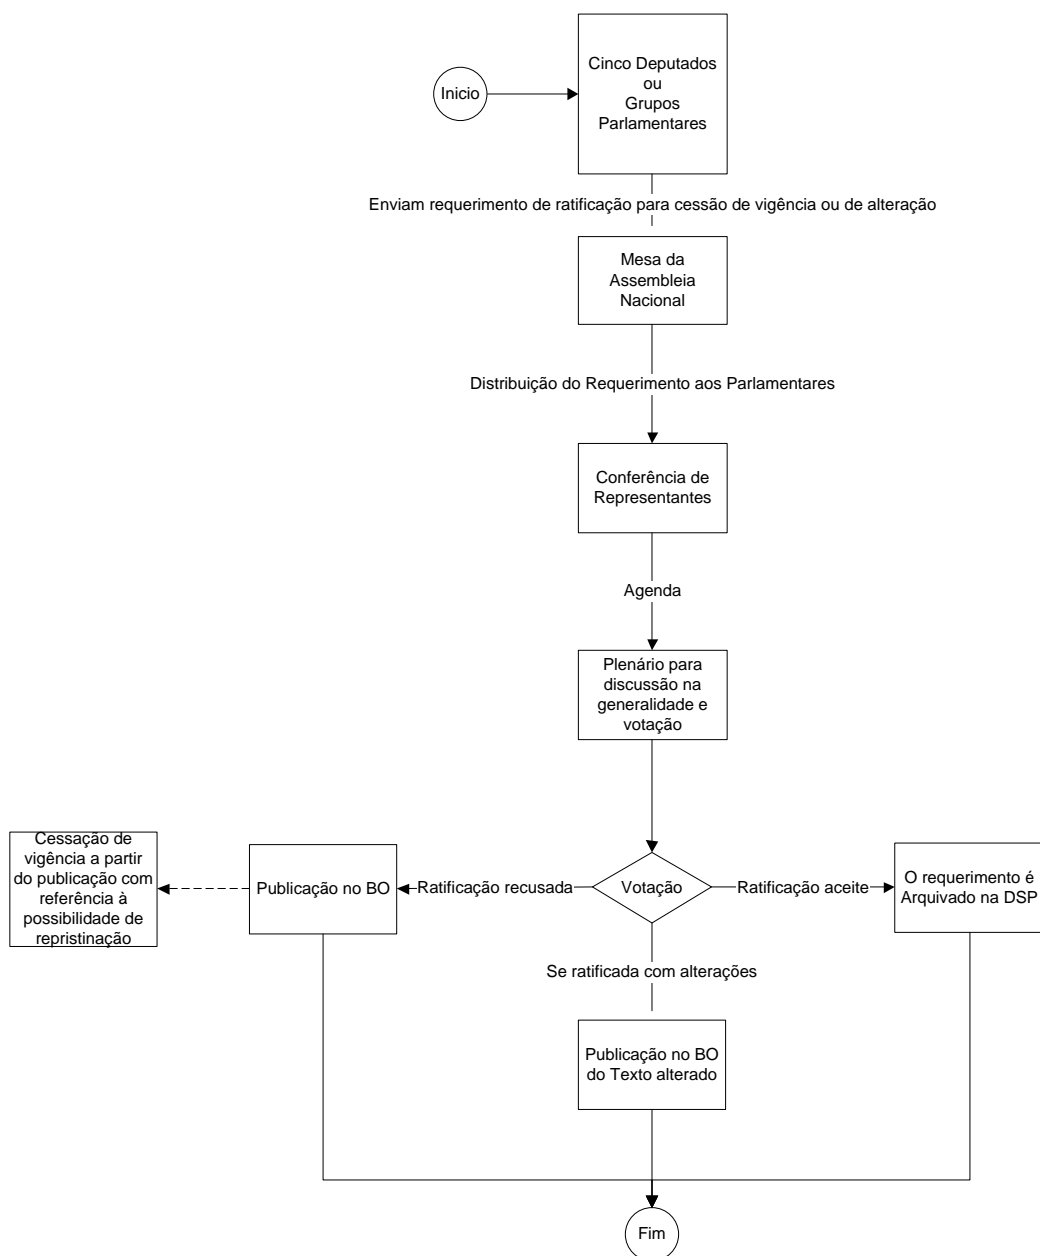 Inicio
Cinco Deputados
ou
Grupos
Parlamentares
Enviam requerimento de ratificação para cessão de vigência ou de alteração
Mesa da
Assembleia
Nacional
Distribuição do Requerimento aos Parlamentares
Conferência de
Representantes
Agenda
Plenário para
discussão na
generalidade e
votação
Cessação de
vigência a partir
do publicação com
referência à
possibilidade de
repristinação
Publicação no BO
Ratificação recusada
Votação
Ratificação aceite
O requerimento é
Arquivado na DSP
Se ratificada com alterações
Publicação no BO
do Texto alterado
Fim